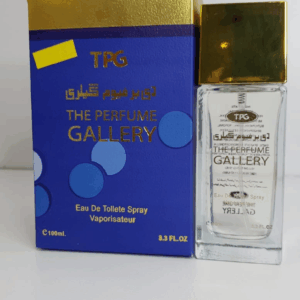 TPG
دی پرفیوم گیلری
THE PERFUME
GALLERY
Eau De Toilete Spray
Vaporisateur
℮100ml.
3.3 FL.OZ
TPG
دی پرفیوم گیلری
THE PERFUME
GALLERY